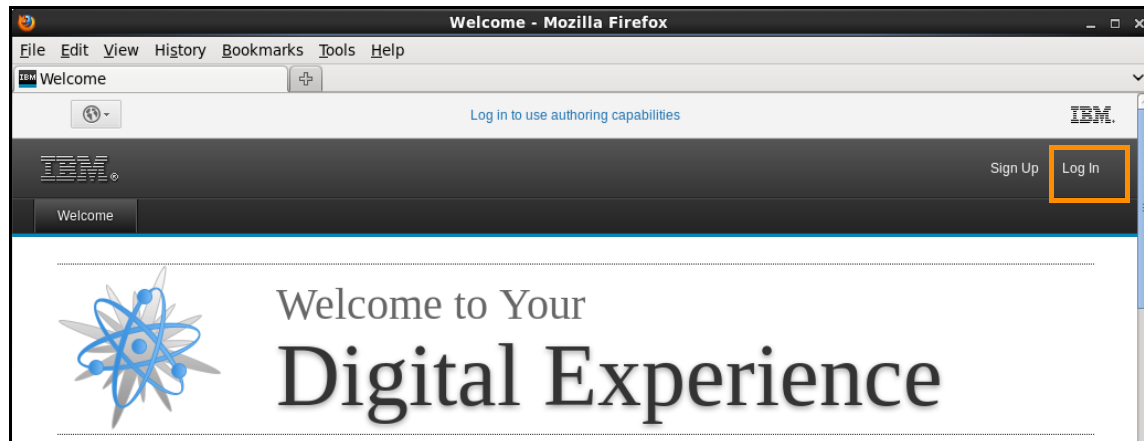 Welcome - Mozilla Firefox
File Edit View History Bookmarks Tools Help
IBM Welcome
Log in to use authoring capabilities IBM.
IBM® Sign Up Log In
Welcome
Welcome to Your
Digital Experience